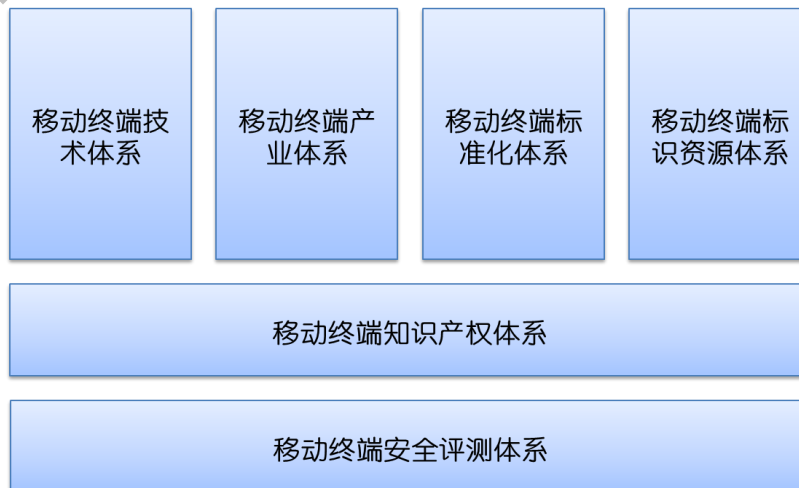 移动终端技
术体系
移动终端产
业体系
移动终端标
准化体系
移动终端标
识资源体系
移动终端知识产权体系
移动终端安全评测体系